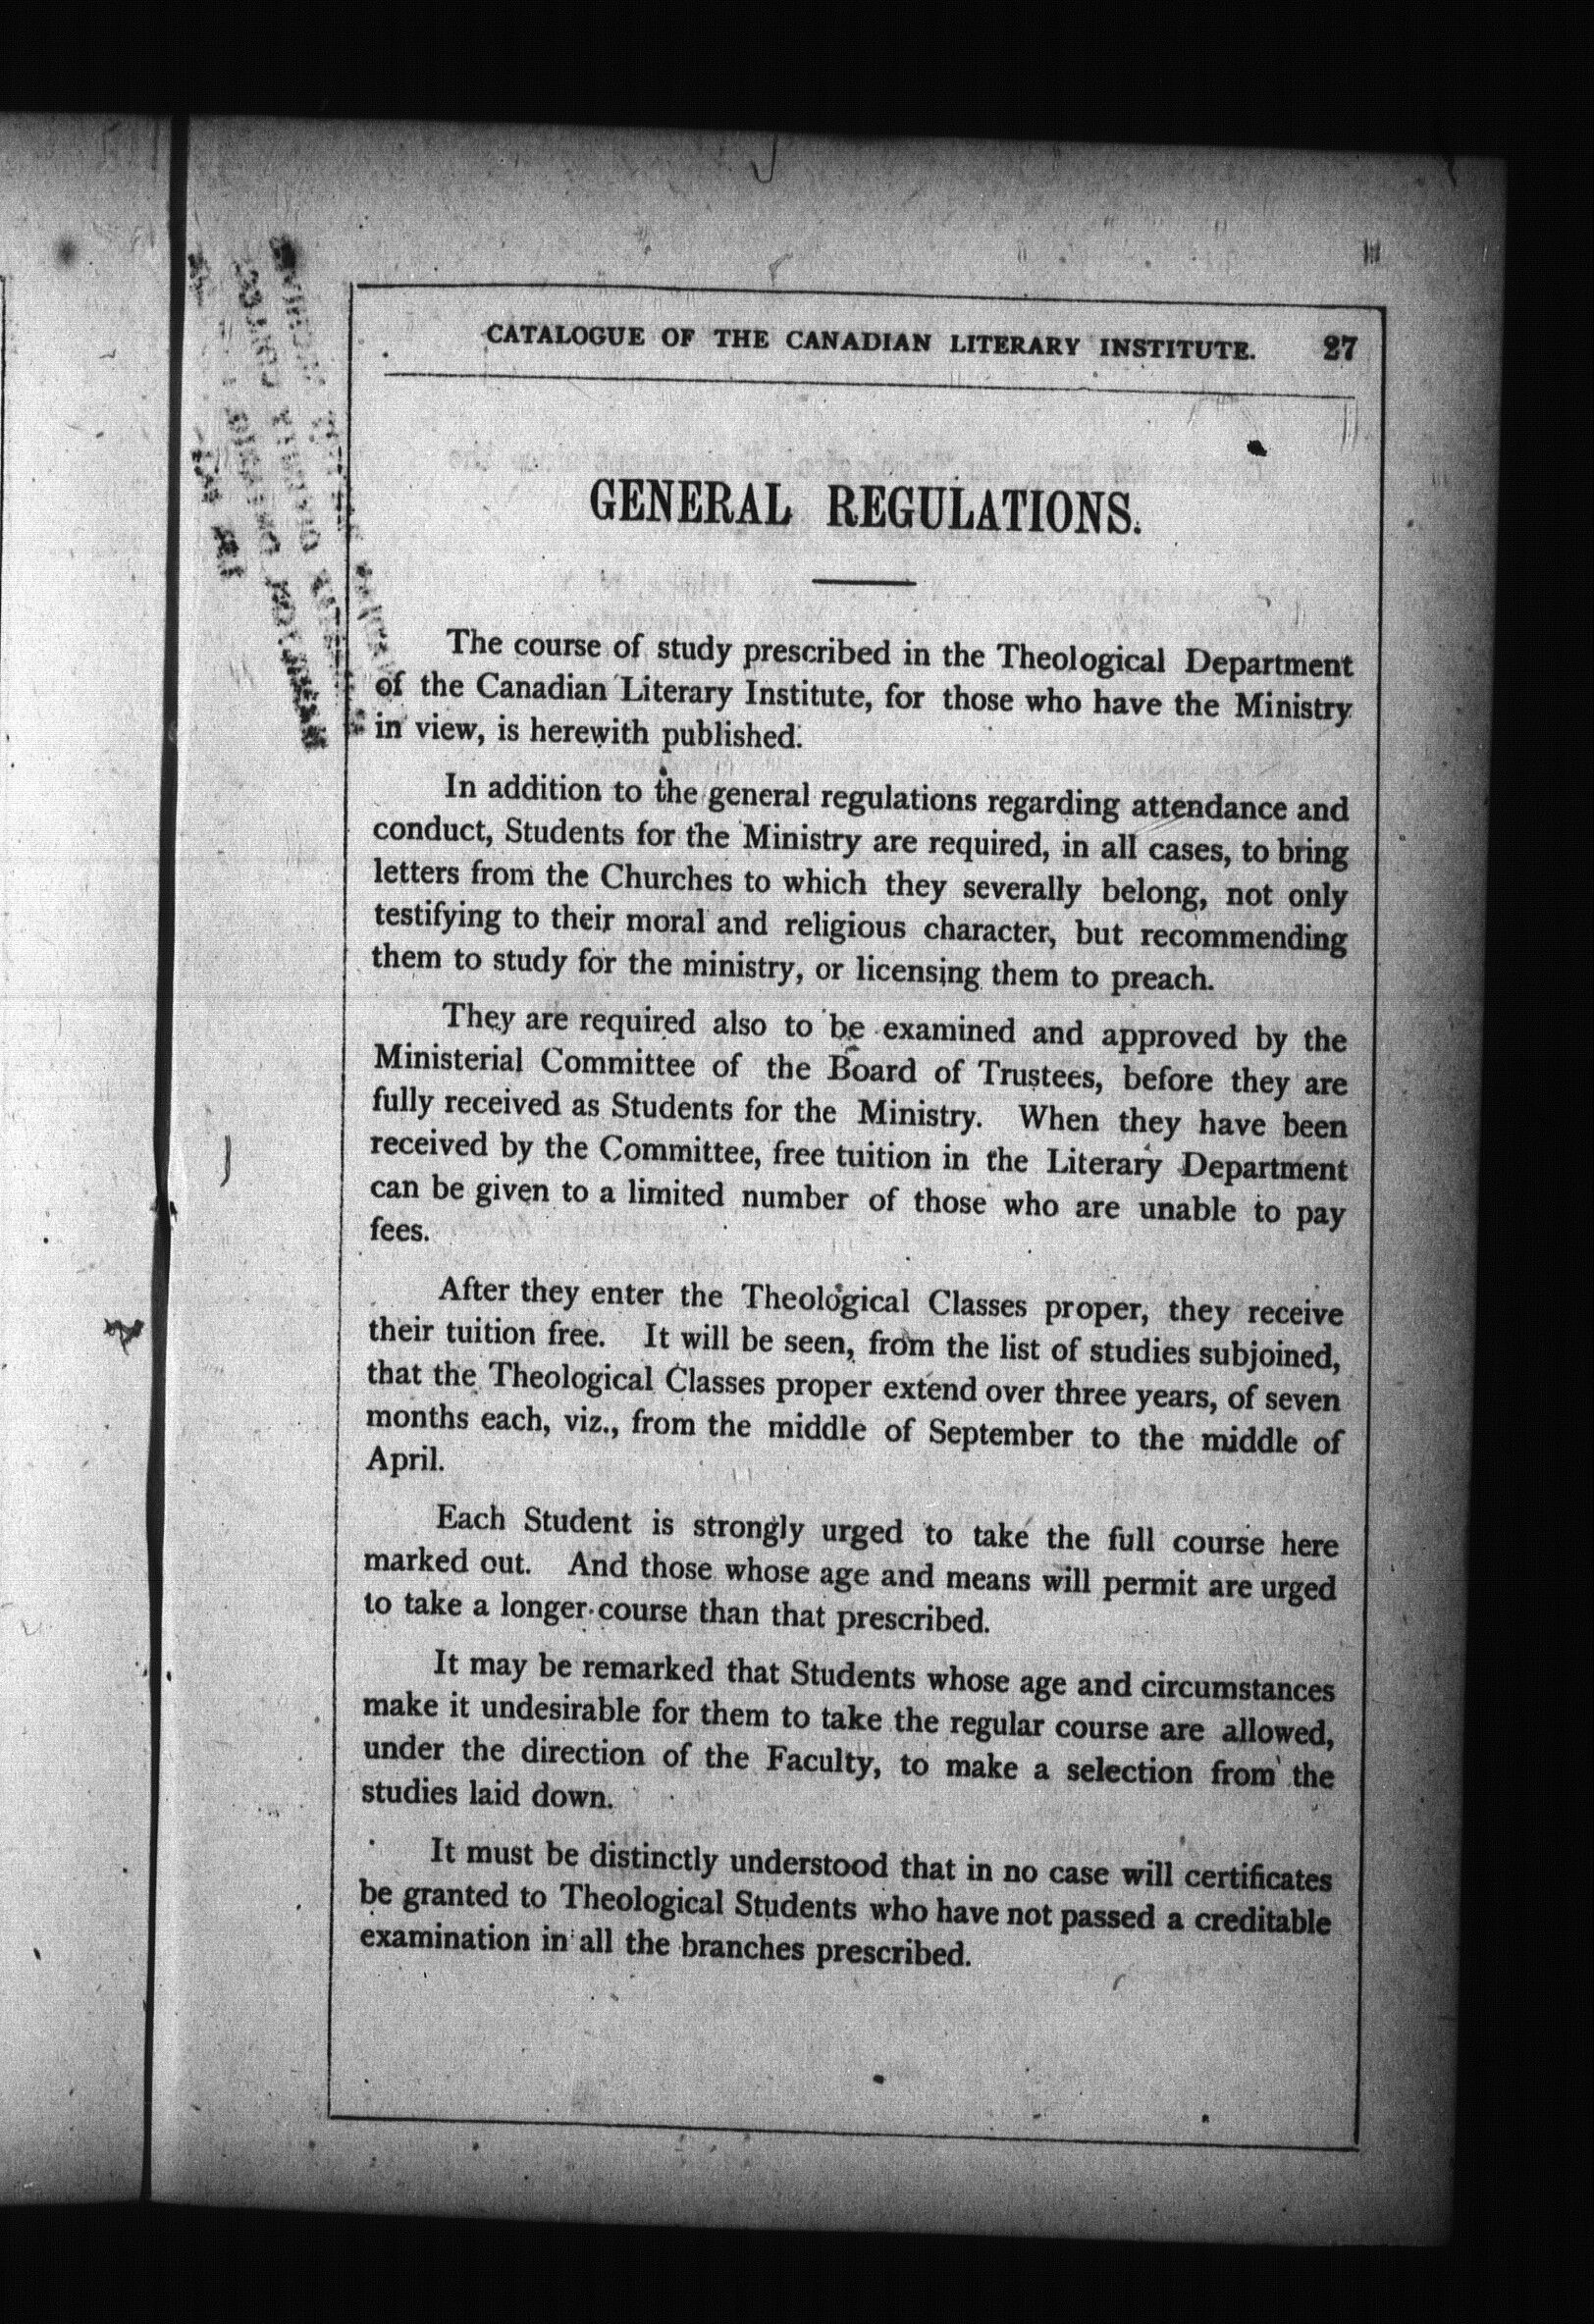 CATALOGUE OF THE CANADIAN LITERARY INSTITUTE. 27
GENERAL REGULATIONS.
The course of study prescribed in the Theological Department
of the Canadian Literary Institute, for those who have the Ministry
in view, is herewith published.
In addition to the general regulations regarding attendance and
conduct, Students for the Ministry are required, in all cases, to bring
letters from the Churches to which they severally belong, not only
testifying to their moral and religious character, but recommending
them to study for the ministry, or licensing them to preach.
They are required also to be examined and approved by the
Ministerial Committee of the Board of Trustees, before they are
fully received as Students for the Ministry. When they have been
received by the Committee, free tuition in the Literary Department
can be given to a limited number of those who are unable to pay
fees.
After they enter the Theological Classes proper, they receive
their tuition free. It will be seen, from the list of studies subjoined,
that the Theological Classes proper extend over three years, of seven
months each, viz., from the middle of September to the middle of
April.
Each Student is strongly urged to take the full course here
marked out. And those whose age and means will permit are urged
to take a longer course than that prescribed.
It may be remarked that Students whose age and circumstances
make it undesirable for them to take the regular course are allowed,
under the direction of the Faculty, to make a selection from the
studies laid down.
It must be distinctly understood that in no case will certificates
be granted to Theological Students who have not passed a creditable
examination in all the branches prescribed.